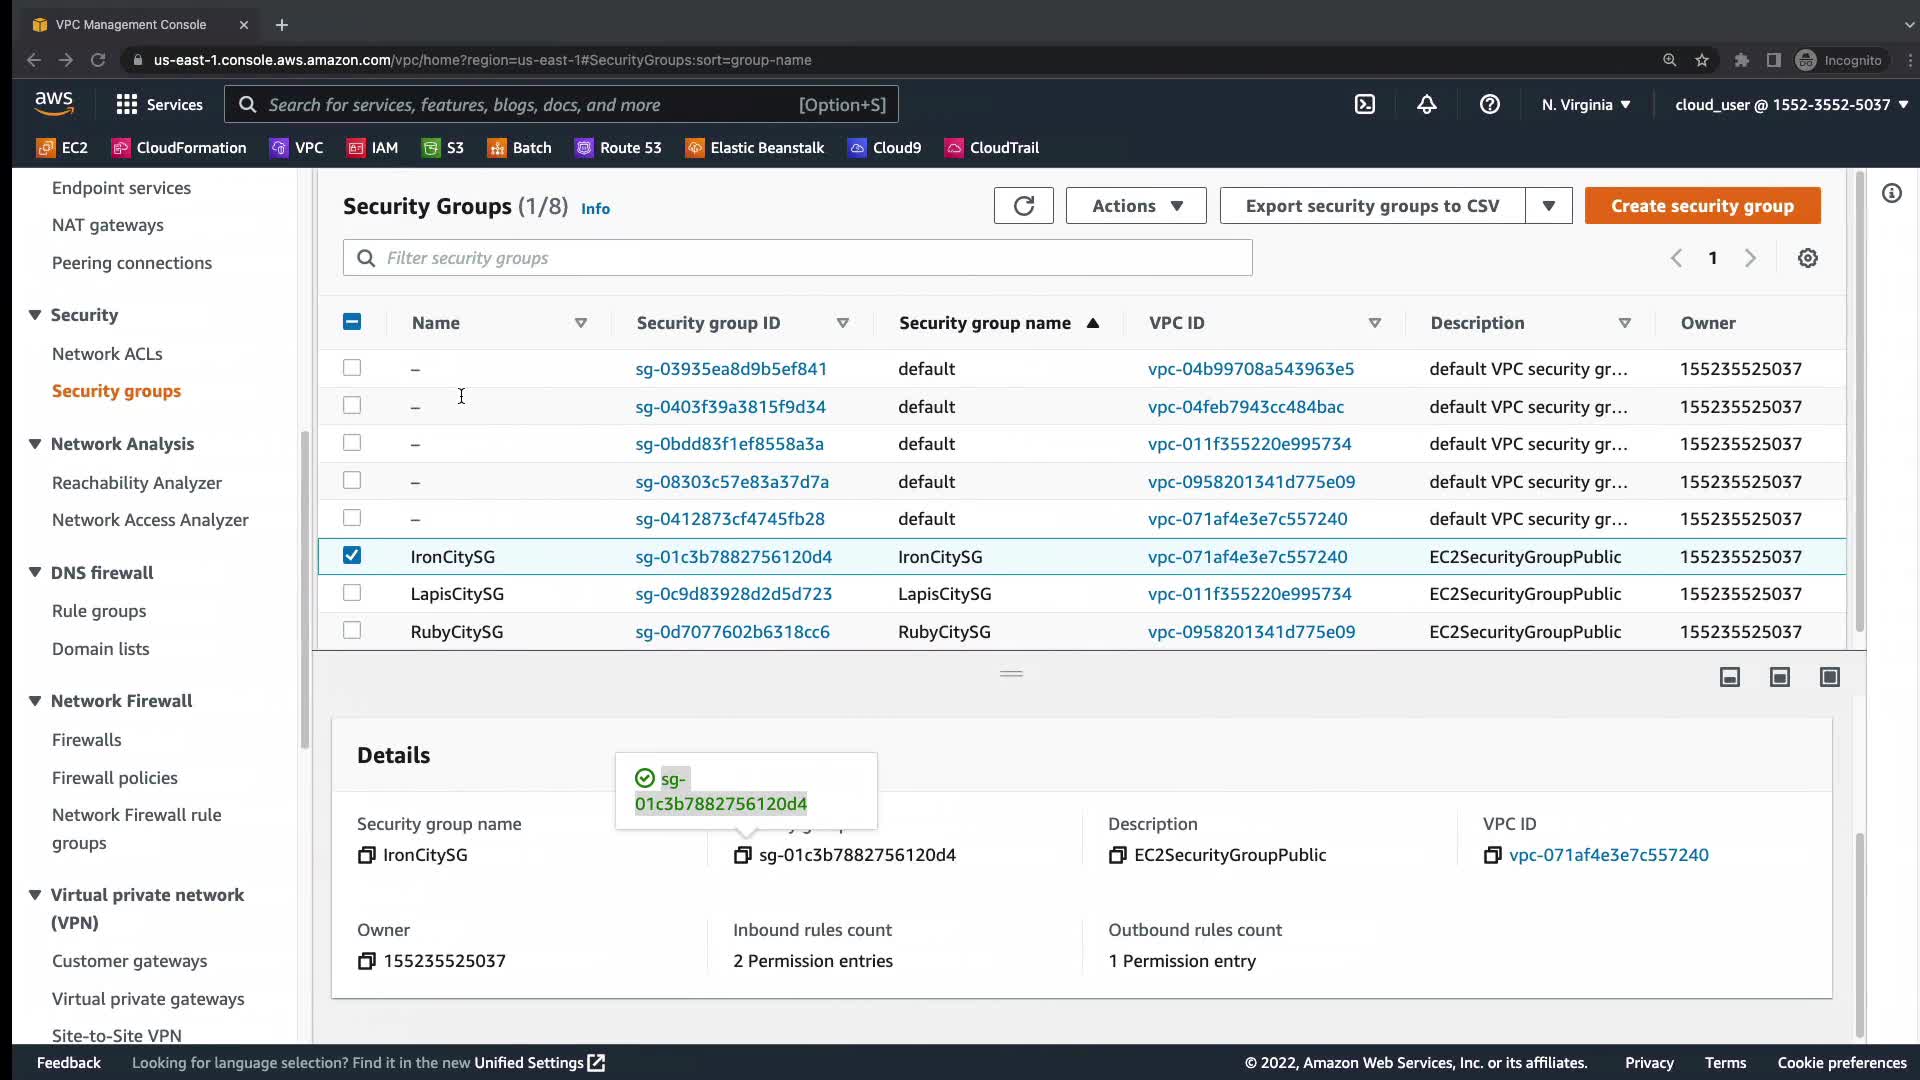 VPC Management Console
us-east-1.console.aws.amazon.com/vpc/home?region=us-east-1#SecurityGroups:sort=group-name
Incognito
aws
Services
Search for services, features, blogs, docs, and more
[Option+S]
N. Virginia
cloud_user @ 1552-3552-5037
EC2 CloudFormation VPC IAM S3 Batch Route 53 Elastic Beanstalk Cloud9 CloudTrail
Endpoint services
NAT gateways
Peering connections
Security
Network ACLs
Security groups
Network Analysis
Reachability Analyzer
Network Access Analyzer
DNS firewall
Rule groups
Domain lists
Network Firewall
Firewalls
Firewall policies
Network Firewall rule
groups
Virtual private network
(VPN)
Customer gateways
Virtual private gateways
Site-to-Site VPN
Security Groups (1/8) Info
Actions
Export security groups to CSV
Create security group
Filter security groups
1
Name Security group ID Security group name VPC ID Description Owner
– sg-03935ea8d9b5ef841 default vpc-04b99708a543963e5 default VPC security gr... 155235525037
– sg-0403f39a3815f9d34 default vpc-04feb7943cc484bac default VPC security gr... 155235525037
– sg-0bdd83f1ef8558a3a default vpc-011f355220e995734 default VPC security gr... 155235525037
– sg-08303c57e83a37d7a default vpc-0958201341d775e09 default VPC security gr... 155235525037
– sg-0412873cf4745fb28 default vpc-071af4e3e7c557240 default VPC security gr... 155235525037
IronCitySG sg-01c3b7882756120d4 IronCitySG vpc-071af4e3e7c557240 EC2SecurityGroupPublic 155235525037
LapisCitySG sg-0c9d83928d2d5d723 LapisCitySG vpc-011f355220e995734 EC2SecurityGroupPublic 155235525037
RubyCitySG sg-0d7077602b6318cc6 RubyCitySG vpc-0958201341d775e09 EC2SecurityGroupPublic 155235525037
Details
sg-
01c3b7882756120d4
Security group name
IronCitySG
sg-01c3b7882756120d4
Description
EC2SecurityGroupPublic
VPC ID
vpc-071af4e3e7c557240
Owner
155235525037
Inbound rules count
2 Permission entries
Outbound rules count
1 Permission entry
Feedback
Looking for language selection? Find it in the new Unified Settings
© 2022, Amazon Web Services, Inc. or its affiliates.
Privacy
Terms
Cookie preferences